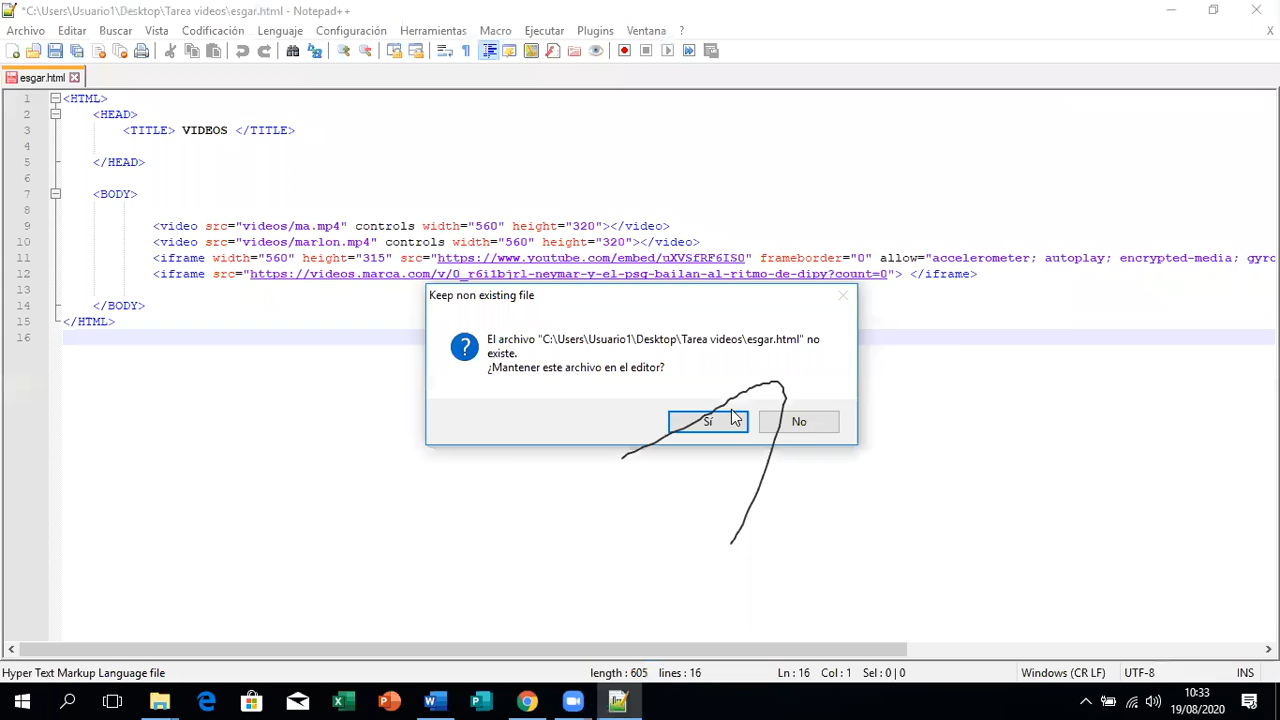 *C:\Users\Usuario1\Desktop\Tarea videos\esgar.html - Notepad++
Archivo Editar Buscar Vista Codificación Lenguaje Configuración Herramientas Macro Ejecutar Plugins Ventana ? X
esgar.html
1 <HTML>
2 <HEAD>
3 <TITLE> VIDEOS </TITLE>
4
5 </HEAD>
6
7 <BODY>
8
9 <video src="videos/ma.mp4" controls width="560" height="320"></video>
10 <video src="videos/marlon.mp4" controls width="560" height="320"></video>
11 <iframe width="560" height="315" src="https://www.youtube.com/embed/uXVSfRF6IS0" frameborder="0" allow="accelerometer; autoplay; encrypted-media; gyro
12 <iframe src="https://videos.marca.com/v/0_r6i1bjrl-neymar-y-el-psg-bailan-al-ritmo-de-dipy?count=0"> </iframe>
13
14 </BODY>
15 </HTML>
16
Keep non existing file
El archivo "C:\Users\Usuario1\Desktop\Tarea videos\esgar.html" no
existe.
¿Mantener este archivo en el editor?
Sí No
Hyper Text Markup Language file length : 605 lines : 16 Ln : 16 Col : 1 Sel : 0 | 0 Windows (CR LF) UTF-8 INS
10:33
19/08/2020